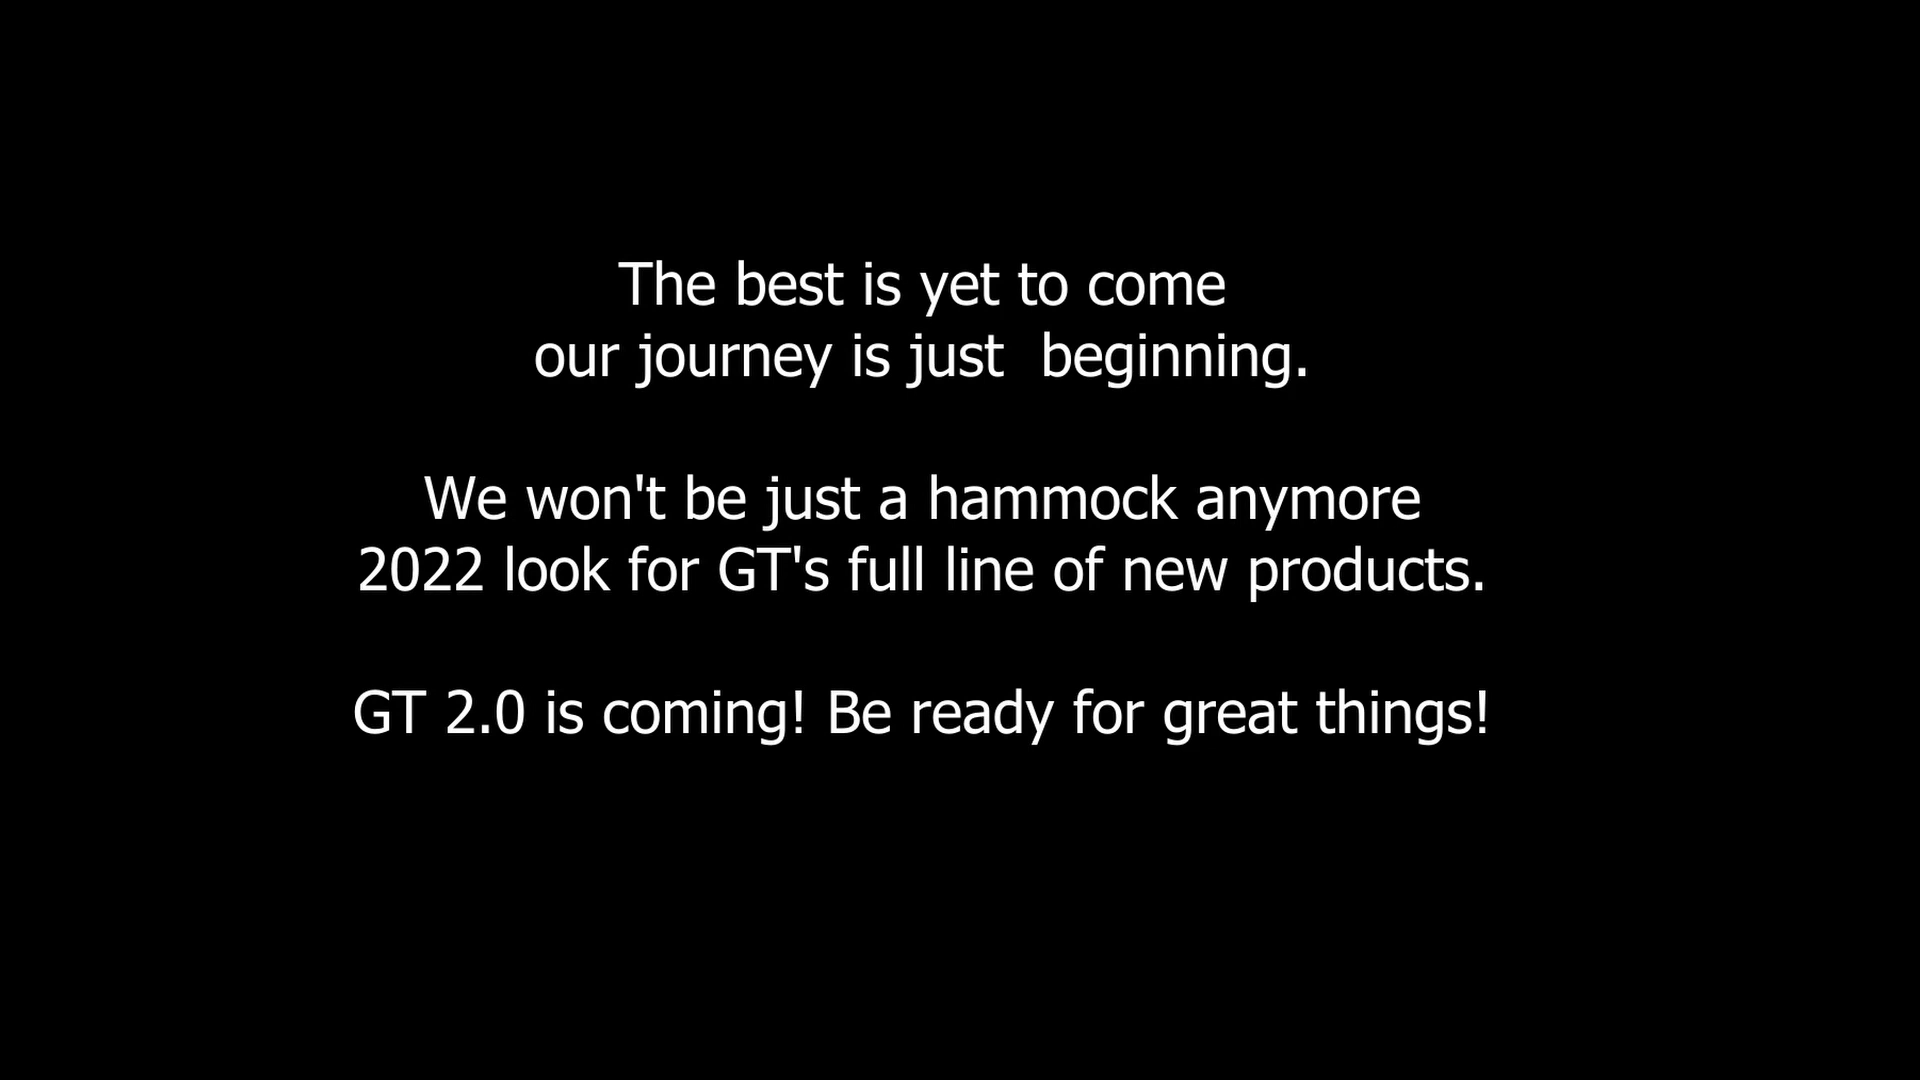 The best is yet to come
our journey is just  beginning.
We won't be just a hammock anymore
2022 look for GT's full line of new products.
GT 2.0 is coming! Be ready for great things!